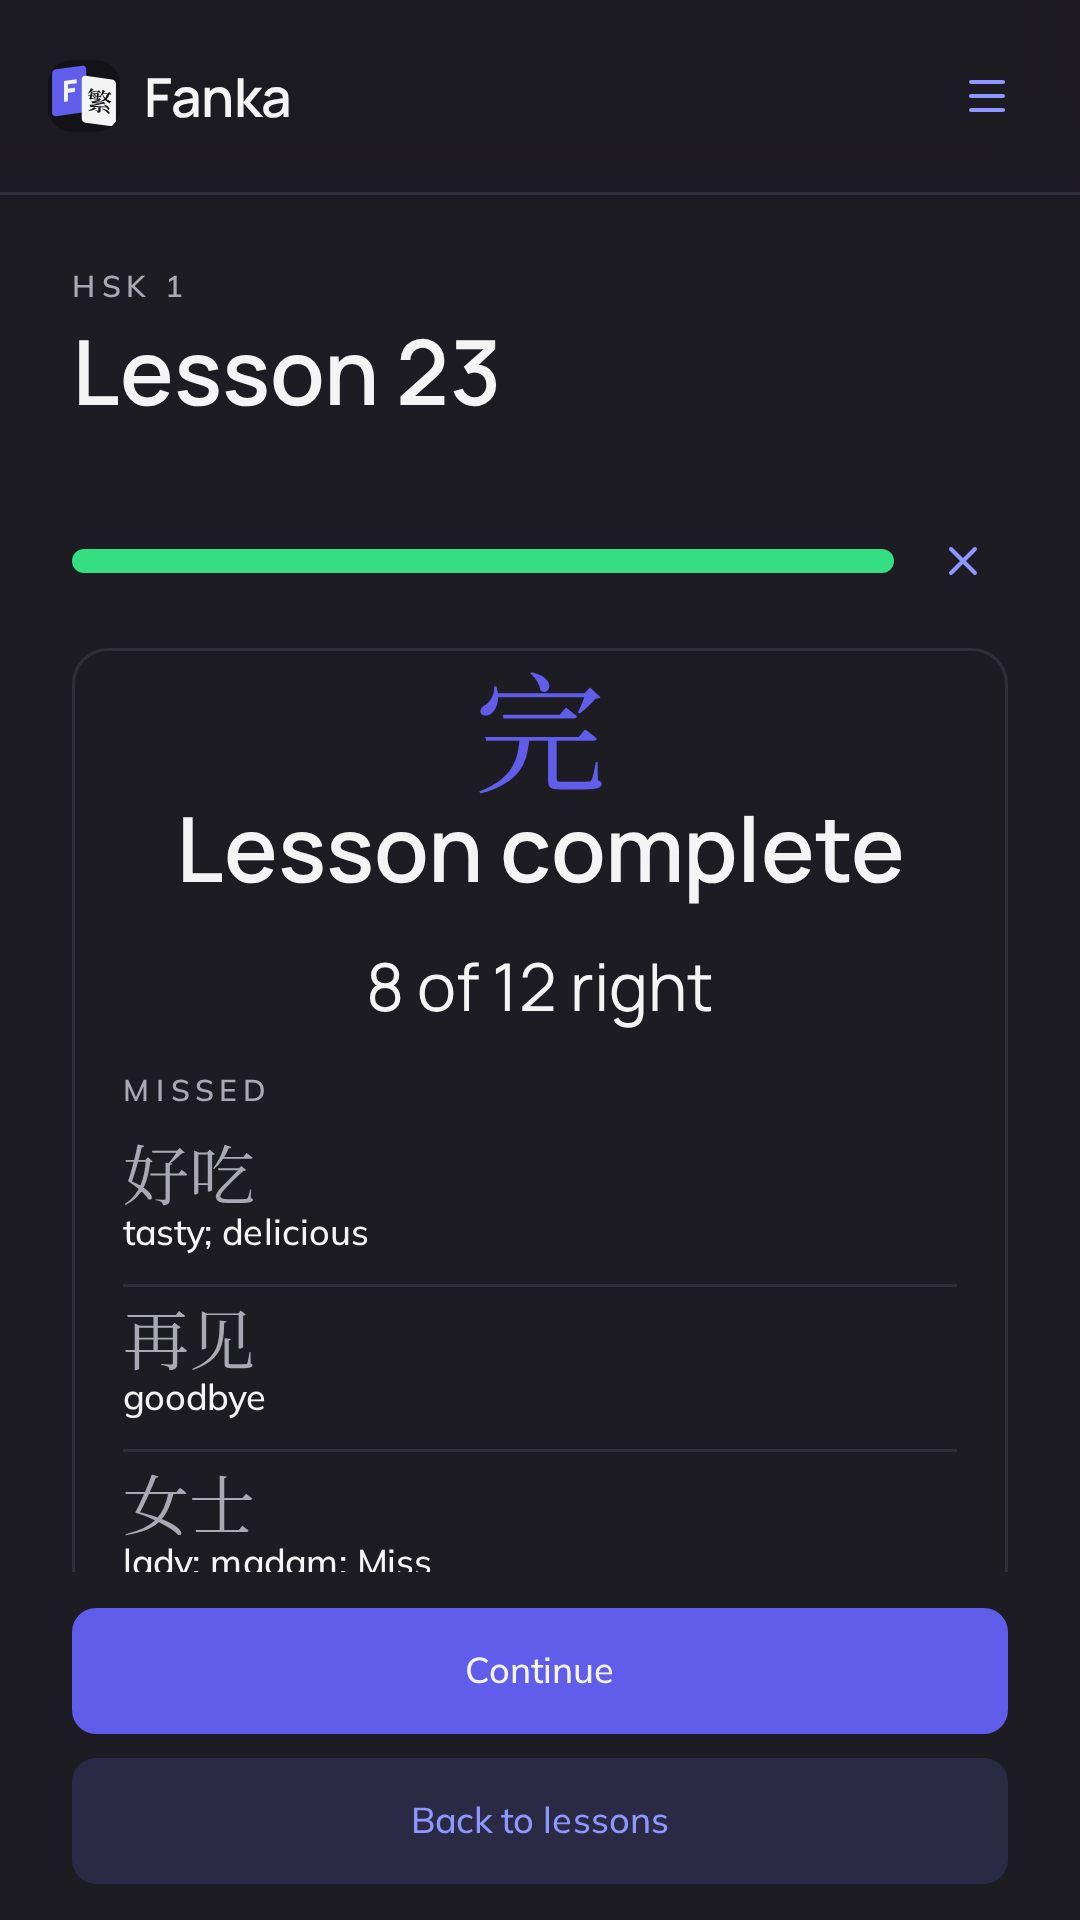 F 繁 Fanka
HSK 1
Lesson 23
完
Lesson complete
8 of 12 right
MISSED
好吃
tasty; delicious
再见
goodbye
女士
lady; madam; Miss
Continue
Back to lessons